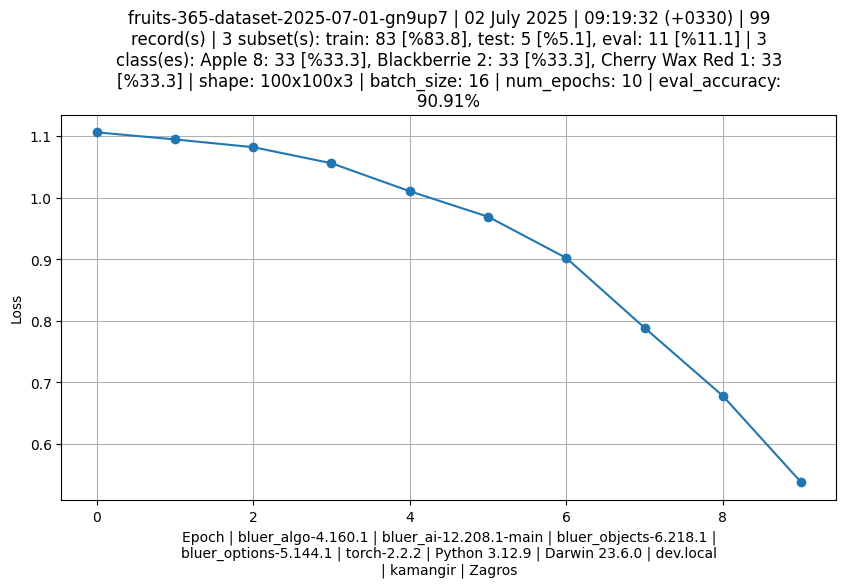 fruits-365-dataset-2025-07-01-gn9up7 | 02 July 2025 | 09:19:32 (+0330) | 99
record(s) | 3 subset(s): train: 83 [%83.8], test: 5 [%5.1], eval: 11 [%11.1] | 3
class(es): Apple 8: 33 [%33.3], Blackberrie 2: 33 [%33.3], Cherry Wax Red 1: 33
[%33.3] | shape: 100x100x3 | batch_size: 16 | num_epochs: 10 | eval_accuracy:
90.91%
1.1
1.0
0.9
0.8
0.7
0.6
Loss
0 2 4 6 8
Epoch | bluer_algo-4.160.1 | bluer_ai-12.208.1-main | bluer_objects-6.218.1 |
bluer_options-5.144.1 | torch-2.2.2 | Python 3.12.9 | Darwin 23.6.0 | dev.local
| kamangir | Zagros